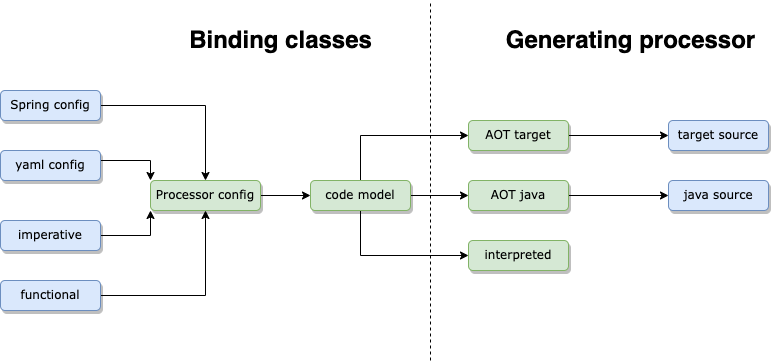 Binding classes
Generating processor
Spring config
yaml config
imperative
functional
Processor config
code model
AOT target
AOT java
interpreted
target source
java source